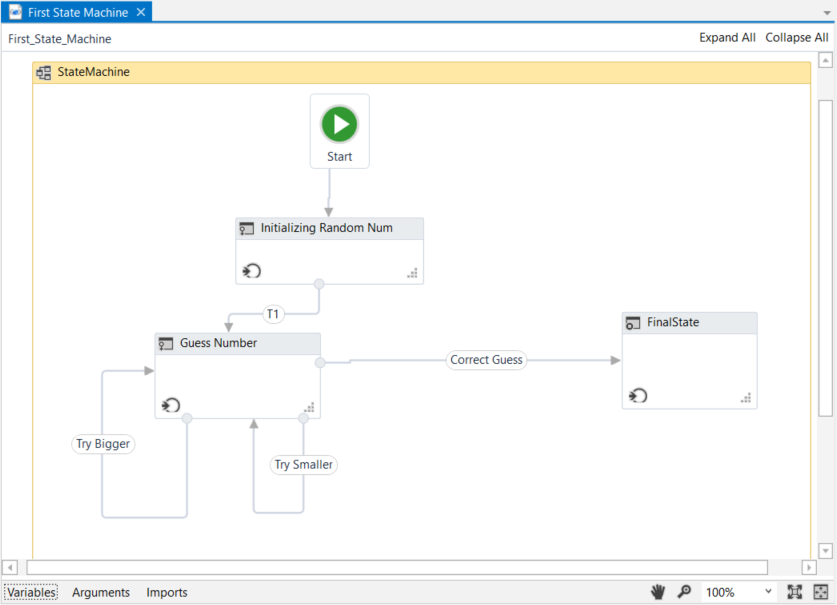 First State Machine
First_State_Machine
Expand All Collapse All
StateMachine
Start
Initializing Random Num
T1
Guess Number
FinalState
Correct Guess
Try Bigger
Try Smaller
Variables Arguments Imports 100%